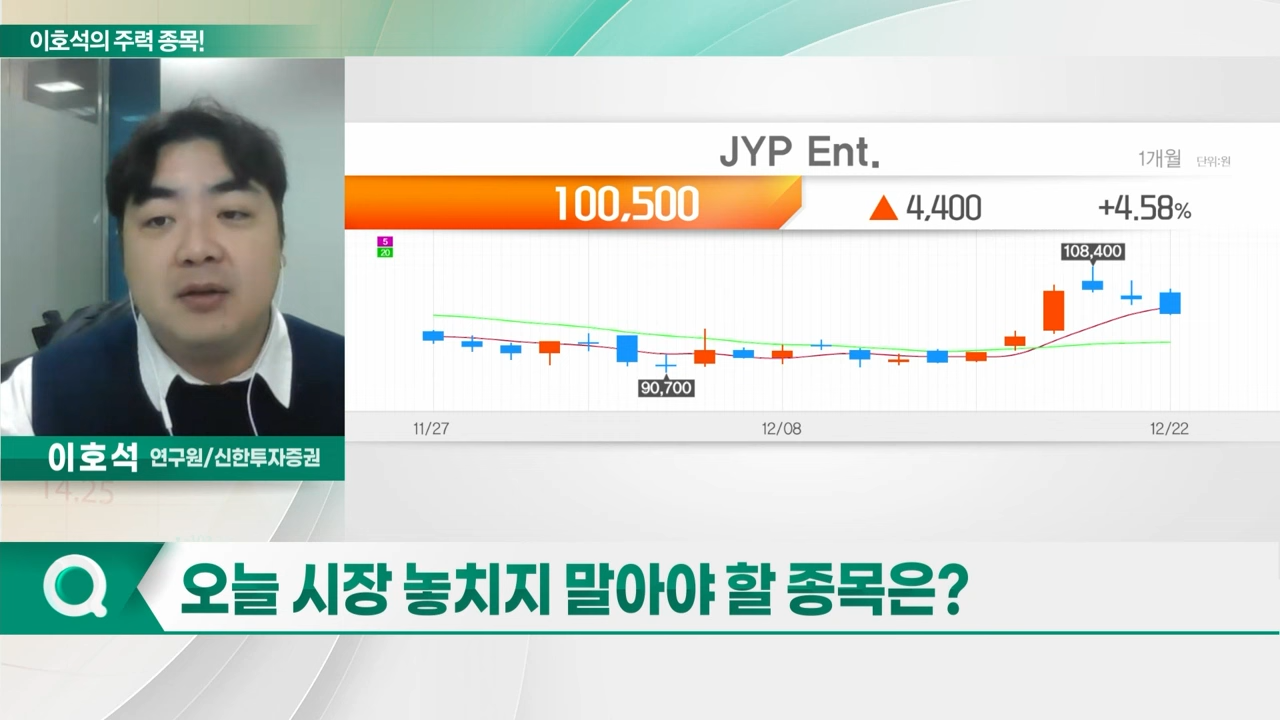 이호석의 주력 종목!
JYP Ent.
1개월 단위:원
100,500 ▲ 4,400 +4.58%
5
20
108,400
90,700
11/27 12/08 12/22
이호석 연구원/신한투자증권
14.25
오늘 시장 놓치지 말아야 할 종목은?